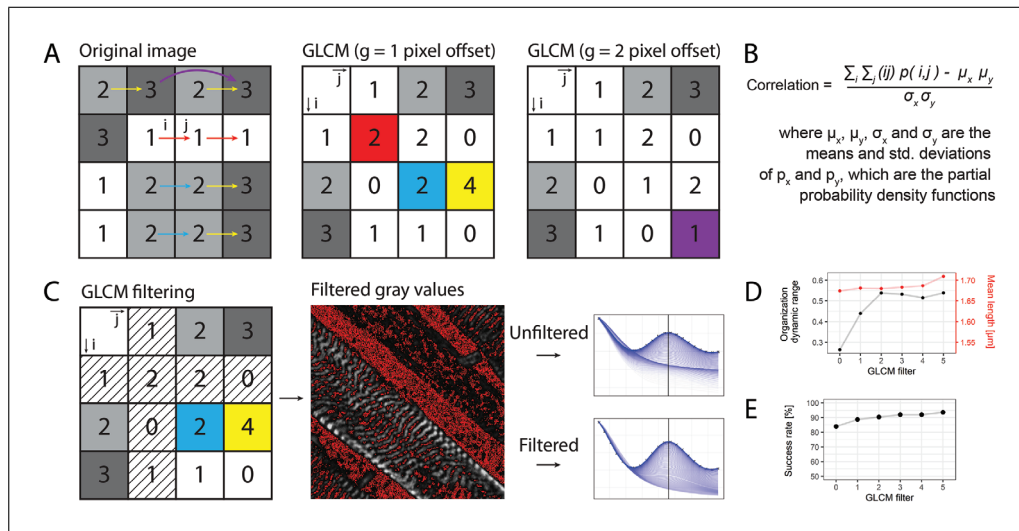 A
Original image
2 3 2 3
3 1 i j 1 1
1 2 2 3
1 2 2 3
GLCM (g = 1 pixel offset)
j
i
1 2 3
1 2 2 0
2 0 2 4
3 1 1 0
GLCM (g = 2 pixel offset)
j
i
1 2 3
1 1 2 0
2 0 1 2
3 1 0 1
B
Correlation = ∑i ∑j (ij) p( i,j ) - μx μy
σx σy
where μx, μy, σx and σy are the
means and std. deviations
of px and py, which are the partial
probability density functions
C
GLCM filtering
j
i
1 2 3
1 2 2 0
2 0 2 4
3 1 1 0
Filtered gray values
Unfiltered
Filtered
D
Organization
dynamic range
0.6
0.5
0.4
0.3
0 1 2 3 4 5
GLCM filter
1.70
1.65
1.60
1.55
Mean length [μm]
E
Success rate [%]
100
90
80
70
60
50
0 1 2 3 4 5
GLCM filter